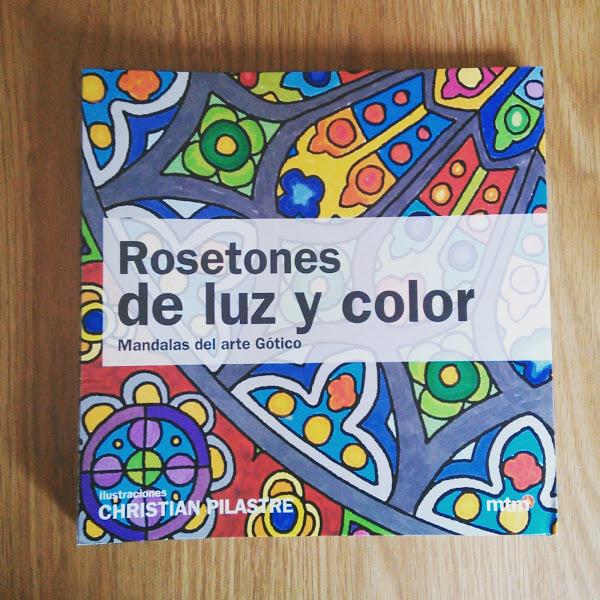 Rosetones
de luz y color
Mandalas del arte Gótico
Ilustraciones
CHRISTIAN PILASTRE
mtm